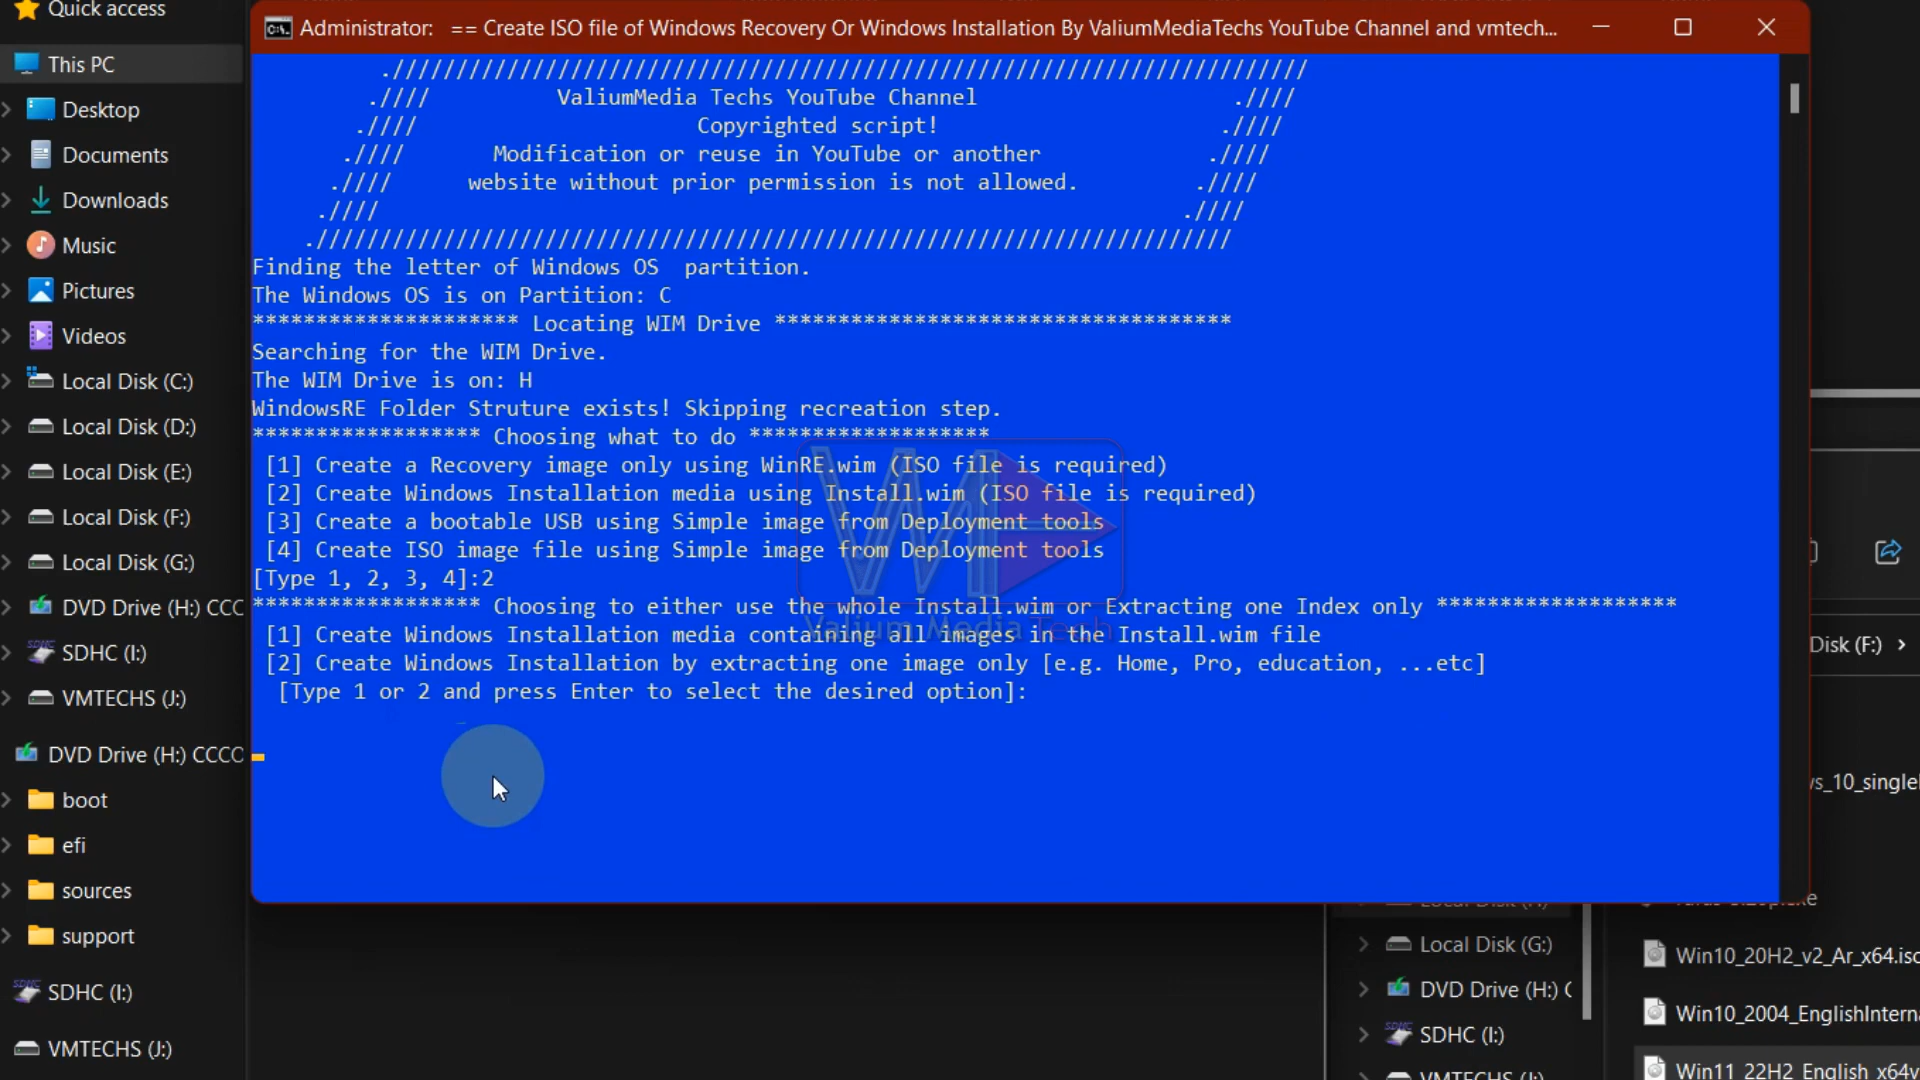 Quick access
This PC
Desktop
Documents
Downloads
Music
Pictures
Videos
Local Disk (C:)
Local Disk (D:)
Local Disk (E:)
Local Disk (F:)
Local Disk (G:)
DVD Drive (H:) CCC
SDHC (I:)
VMTECHS (J:)
DVD Drive (H:) CCCO
boot
efi
sources
support
SDHC (I:)
VMTECHS (J:)
Administrator:  == Create ISO file of Windows Recovery Or Windows Installation By ValiumMediaTechs YouTube Channel and vmtech...
.////////////////////////////////////////////////////////////////////////
.//// ValiumMedia Techs YouTube Channel .////
.//// Copyrighted script! .////
.//// Modification or reuse in YouTube or another .////
.//// website without prior permission is not allowed. .////
.//// .////
.////////////////////////////////////////////////////////////////////////
Finding the letter of Windows OS  partition.
The Windows OS is on Partition: C
********************* Locating WIM Drive ************************************
Searching for the WIM Drive.
The WIM Drive is on: H
WindowsRE Folder Struture exists! Skipping recreation step.
****************** Choosing what to do *******************
[1] Create a Recovery image only using WinRE.wim (ISO file is required)
[2] Create Windows Installation media using Install.wim (ISO file is required)
[3] Create a bootable USB using Simple image from Deployment tools
[4] Create ISO image file using Simple image from Deployment tools
[Type 1, 2, 3, 4]:2
****************** Choosing to either use the whole Install.wim or Extracting one Index only *******************
[1] Create Windows Installation media containing all images in the Install.wim file
[2] Create Windows Installation by extracting one image only [e.g. Home, Pro, education, ...etc]
[Type 1 or 2 and press Enter to select the desired option]:
Valium Media Tech
Disk (F:)
s_10_singleI
Local Disk (G:)
DVD Drive (H:) C
SDHC (I:)
VMTECHS (J:)
Win10_20H2_v2_Ar_x64.iso
Win10_2004_EnglishInterna
Win11_22H2_English_x64v